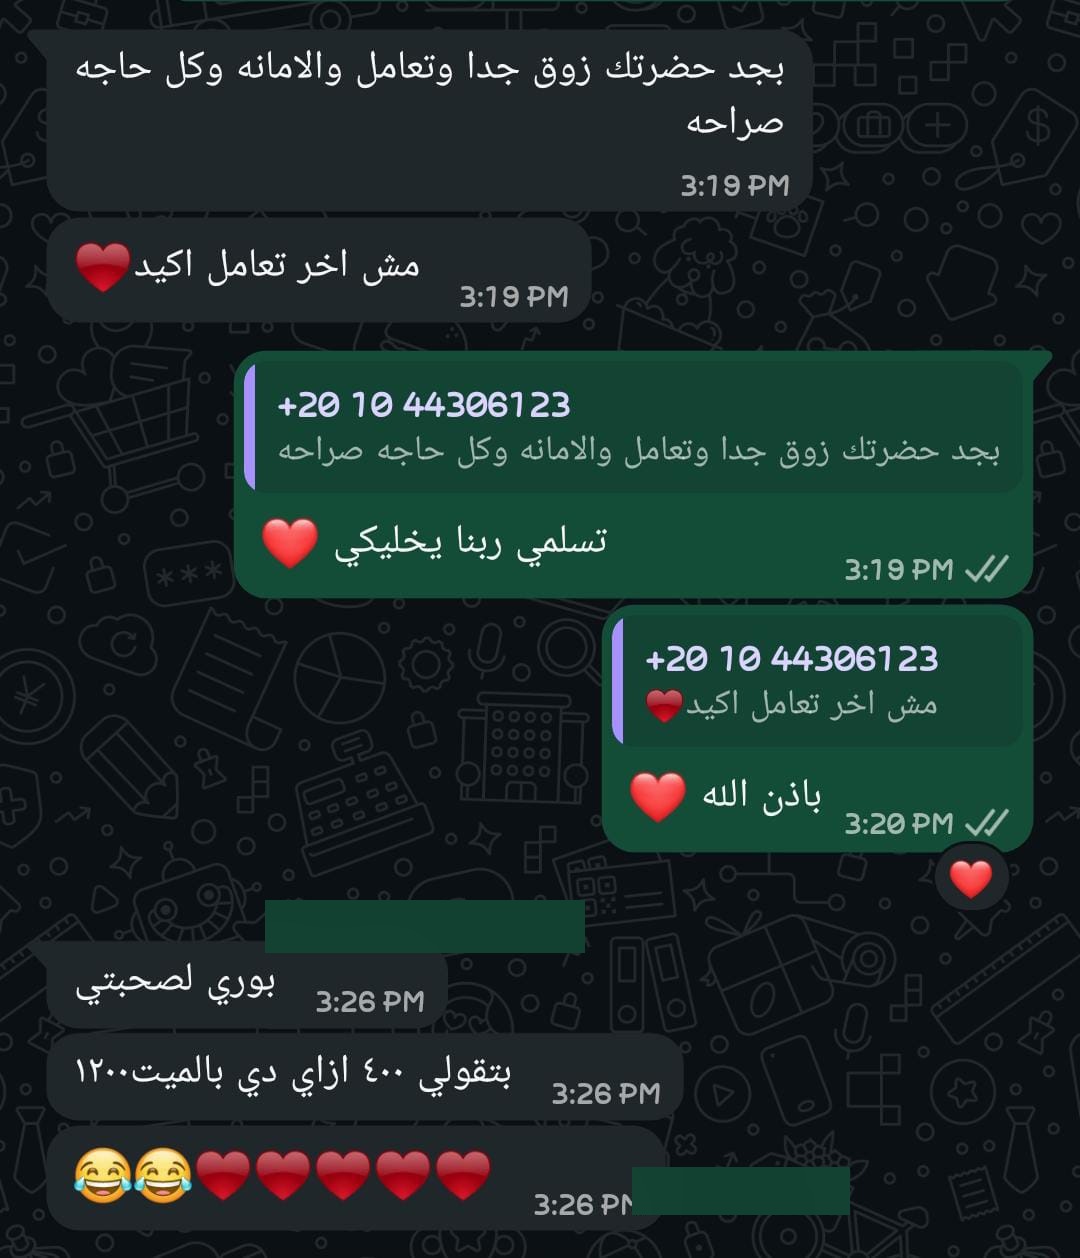 بجد حضرتك زوق جدا وتعامل والامانه وكل حاجه
صراحه
3:19 PM
مش اخر تعامل اكيد❤️
3:19 PM
+20 10 44306123
بجد حضرتك زوق جدا وتعامل والامانه وكل حاجه صراحه
تسلمي ربنا يخليكي ❤️
3:19 PM
+20 10 44306123
مش اخر تعامل اكيد❤️
باذن الله ❤️
3:20 PM
❤️
بوري لصحبتي
3:26 PM
بتقولي ٤٠٠ ازاي دي بالميت١٢٠٠
3:26 PM
😂😂❤️❤️❤️❤️❤️
3:26 PM